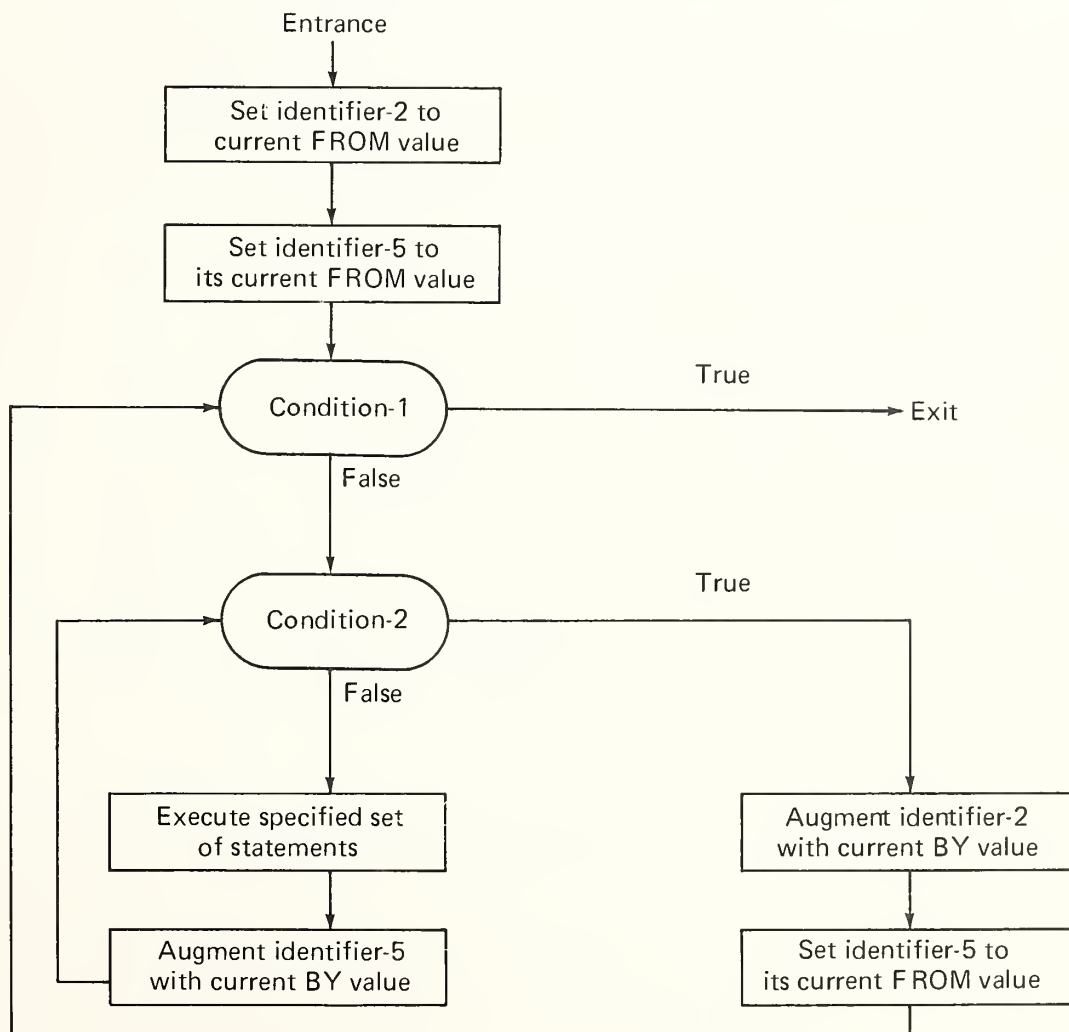 Entrance
Set identifier-2 to
current FROM value
Set identifier-5 to
its current FROM value
Condition-1
True
Exit
False
Condition-2
True
False
Execute specified set
of statements
Augment identifier-2
with current BY value
Augment identifier-5
with current BY value
Set identifier-5 to
its current FROM value